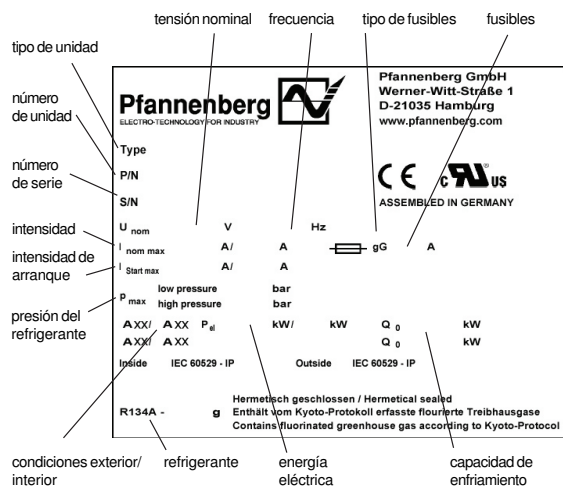 tensión nominal frecuencia tipo de fusibles fusibles
tipo de unidad
número
de unidad
número
de serie
intensidad
intensidad de
arranque
presión del
refrigerante
Pfannenberg
ELECTRO-TECHNOLOGY FOR INDUSTRY
Pfannenberg GmbH
Werner-Witt-Straße 1
D-21035 Hamburg
www.pfannenberg.com
CE c RU US
ASSEMBLED IN GERMANY
Type
P/N
S/N
U nom V Hz
I nom max A/ A gG A
I Start max A/ A
p max low pressure bar
high pressure bar
AXX/ AXX P el kW/ kW Q 0 kW
AXX/ AXX Q 0 kW
Inside IEC 60529 - IP Outside IEC 60529 - IP
Hermetisch geschlossen / Hermetical sealed
R134A - g Enthält vom Kyoto-Protokoll erfasste flourierte Treibhausgase
Contains fluorinated greenhouse gas according to Kyoto-Protocol
condiciones exterior/
interior
refrigerante
energía
eléctrica
capacidad de
enfriamiento